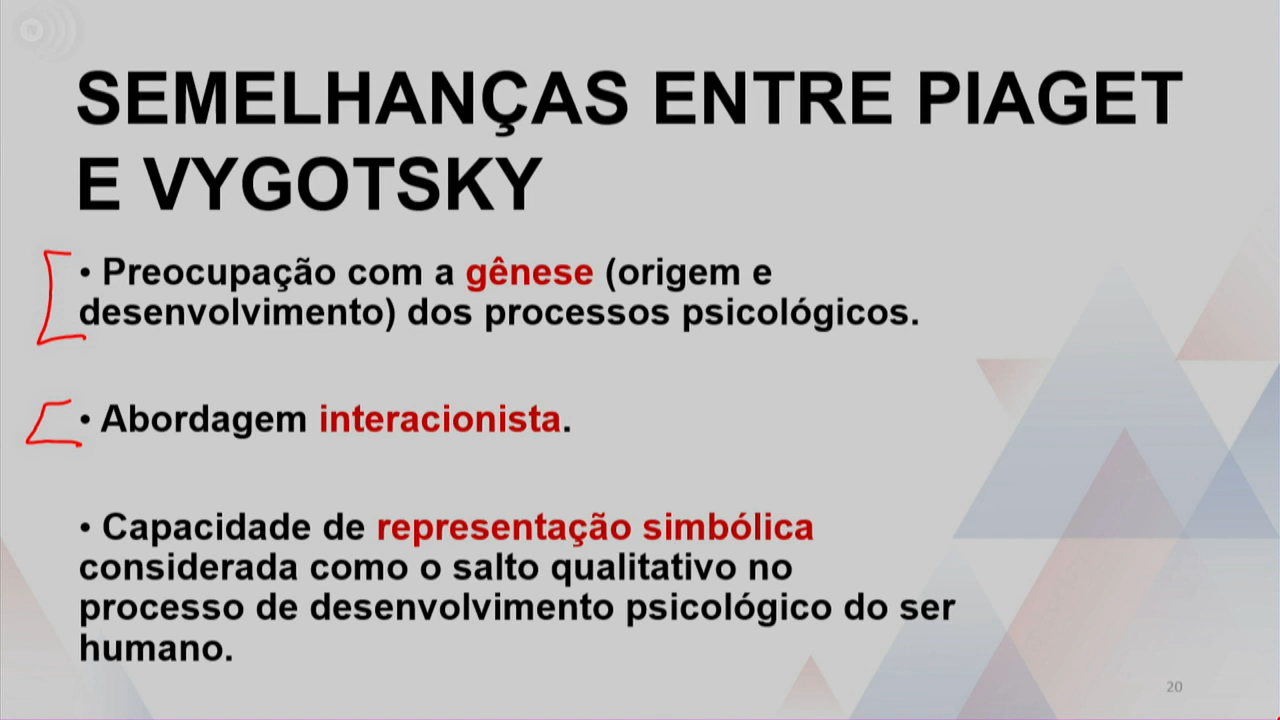 SEMELHANÇAS ENTRE PIAGET
E VYGOTSKY
• Preocupação com a gênese (origem e
desenvolvimento) dos processos psicológicos.
• Abordagem interacionista.
• Capacidade de representação simbólica
considerada como o salto qualitativo no
processo de desenvolvimento psicológico do ser
humano.
20